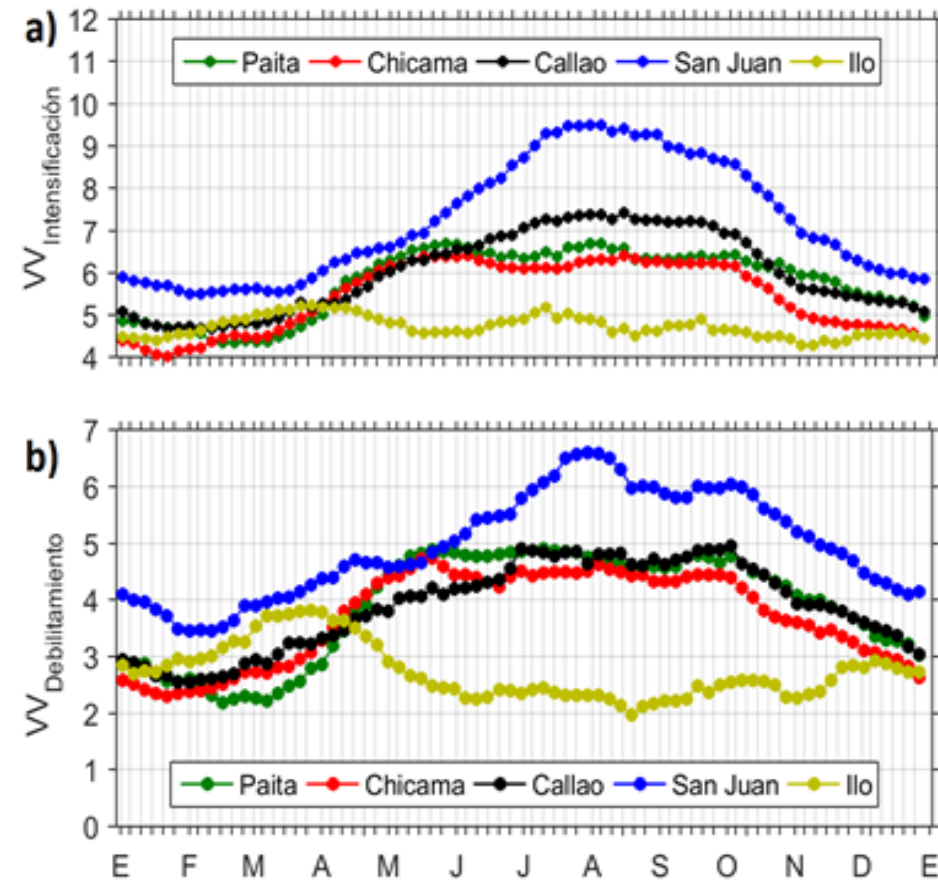 a)
12
11
10
9
8
7
6
5
4
VV Intensificación
Paita Chicama Callao San Juan Ilo
b)
7
6
5
4
3
2
1
0
VV Debilitamiento
Paita Chicama Callao San Juan Ilo
E F M A M J J A S O N D E